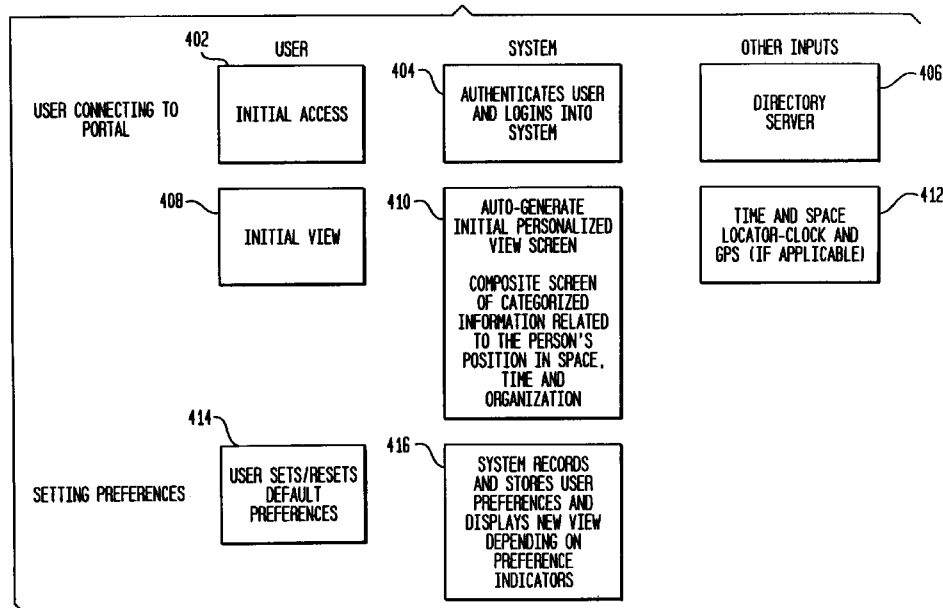 USER
SYSTEM
OTHER INPUTS
USER CONNECTING TO
PORTAL
402
INITIAL ACCESS
404
AUTHENTICATES USER
AND LOGINS INTO
SYSTEM
406
DIRECTORY
SERVER
408
INITIAL VIEW
410
AUTO-GENERATE
INITIAL PERSONALIZED
VIEW SCREEN
COMPOSITE SCREEN
OF CATEGORIZED
INFORMATION RELATED
TO THE PERSON'S
POSITION IN SPACE,
TIME AND
ORGANIZATION
412
TIME AND SPACE
LOCATOR-CLOCK AND
GPS (IF APPLICABLE)
SETTING PREFERENCES
414
USER SETS/RESETS
DEFAULT
PREFERENCES
416
SYSTEM RECORDS
AND STORES USER
PREFERENCES AND
DISPLAYS NEW VIEW
DEPENDING ON
PREFERENCE
INDICATORS